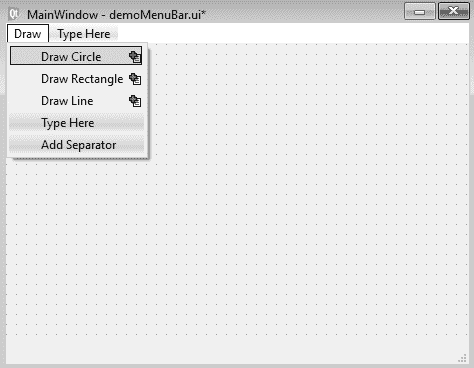 MainWindow - demoMenuBar.ui*
Draw Type Here
Draw Circle
Draw Rectangle
Draw Line
Type Here
Add Separator